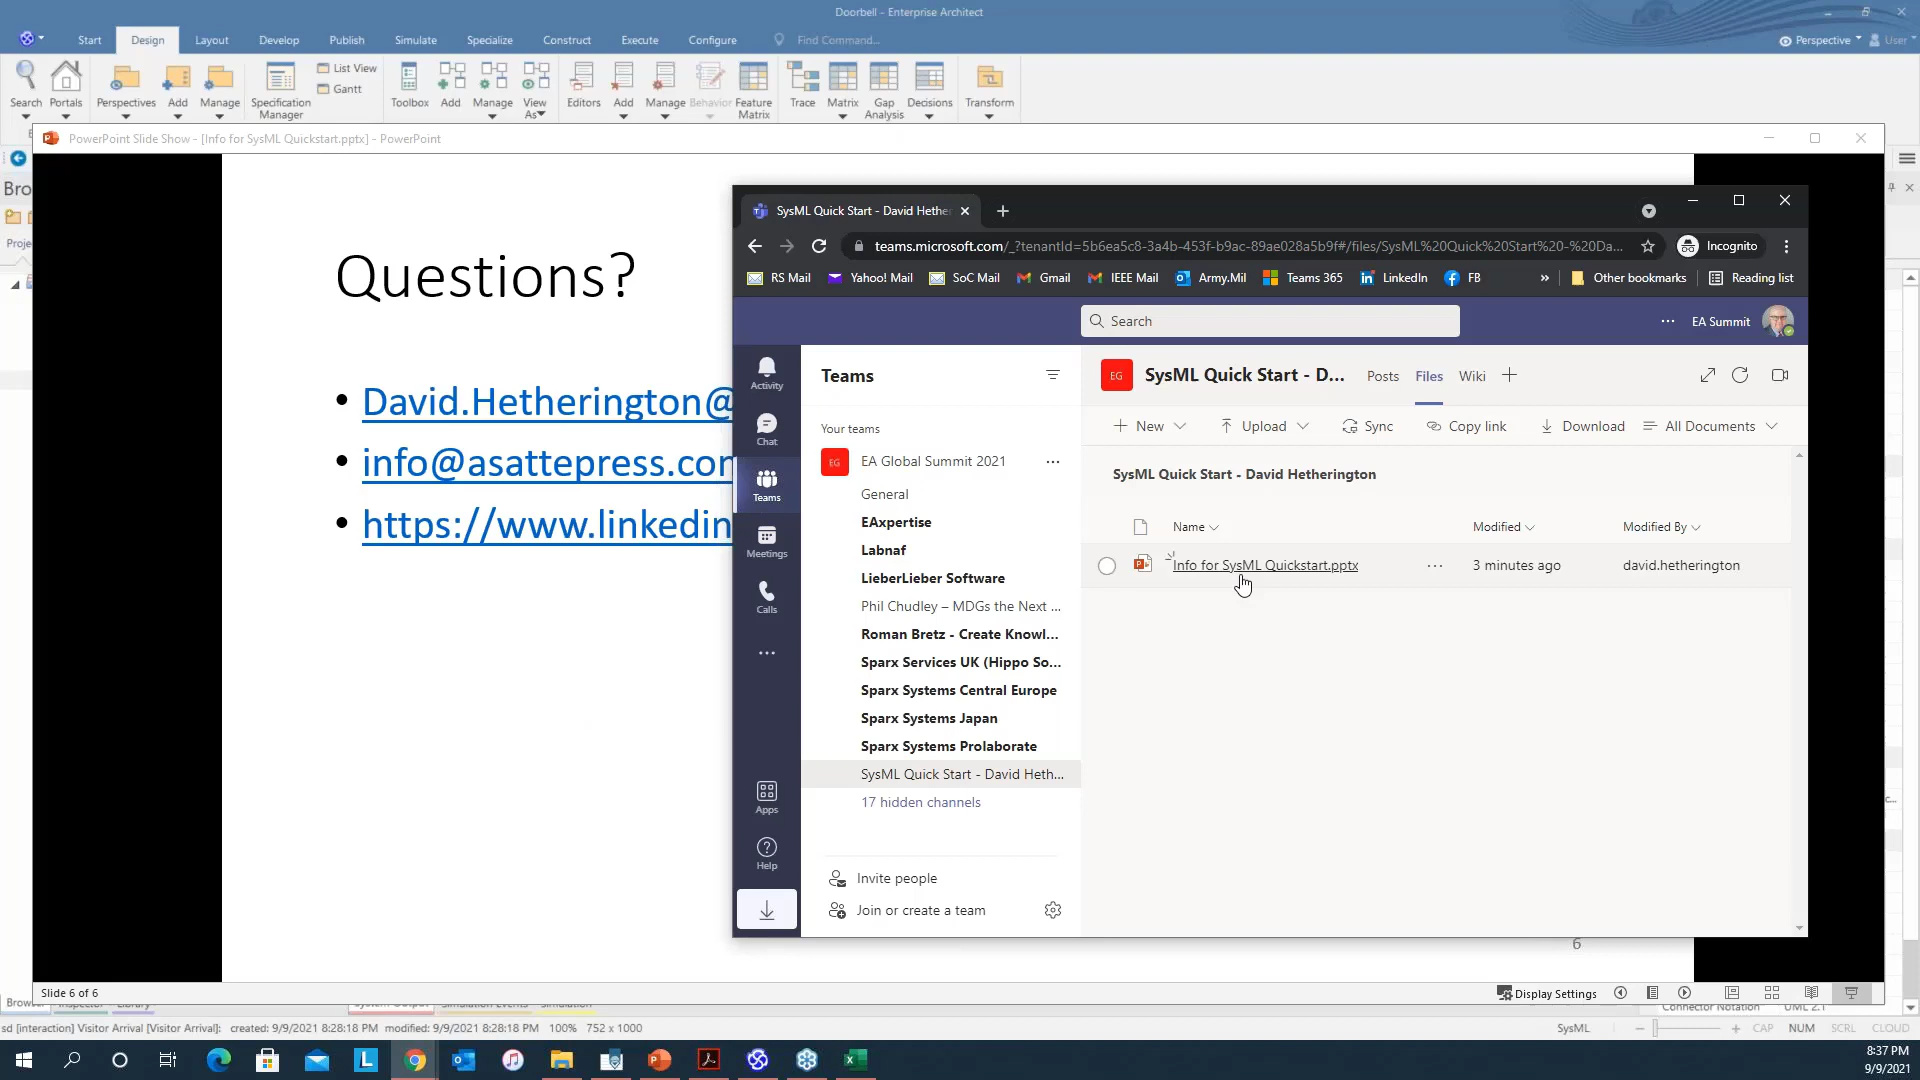 Doorbell - Enterprise Architect
Start Design Layout Develop Publish Simulate Specialize Construct Execute Configure Find Command... Perspective User
Search Portals Perspectives Add Manage Specification Manager List View Gantt Toolbox Add Manage View As Editors Add Manage Behavior Feature Matrix Trace Matrix Gap Analysis Decisions Transform
PowerPoint Slide Show - [Info for SysML Quickstart.pptx] - PowerPoint
Bro
Proje
Questions?
• David.Hetherington@
• info@asattepress.con
• https://www.linkedin
SysML Quick Start - David Hethe
teams.microsoft.com/_?tenantId=5b6ea5c8-3a4b-453f-b9ac-89ae028a5b9f#/files/SysML%20Quick%20Start%20-%20Da...
Incognito
RS Mail Yahoo! Mail SoC Mail Gmail IEEE Mail Army.Mil Teams 365 LinkedIn FB » Other bookmarks Reading list
Search
EA Summit
Activity
Chat
Teams
Meetings
Calls
Apps
Help
Teams
Your teams
EG EA Global Summit 2021
General
EAxpertise
Labnaf
LieberLieber Software
Phil Chudley – MDGs the Next ...
Roman Bretz - Create Knowl...
Sparx Services UK (Hippo So...
Sparx Systems Central Europe
Sparx Systems Japan
Sparx Systems Prolaborate
SysML Quick Start - David Heth...
17 hidden channels
Invite people
Join or create a team
EG SysML Quick Start - D... Posts Files Wiki
New Upload Sync Copy link Download All Documents
SysML Quick Start - David Hetherington
Name Modified Modified By
Info for SysML Quickstart.pptx 3 minutes ago david.hetherington
6
Slide 6 of 6
Display Settings
sd [interaction] Visitor Arrival [Visitor Arrival]: created: 9/9/2021 8:28:18 PM modified: 9/9/2021 8:28:18 PM 100% 752 x 1000
SysML CAP NUM SCRL CLOUD
8:37 PM
9/9/2021